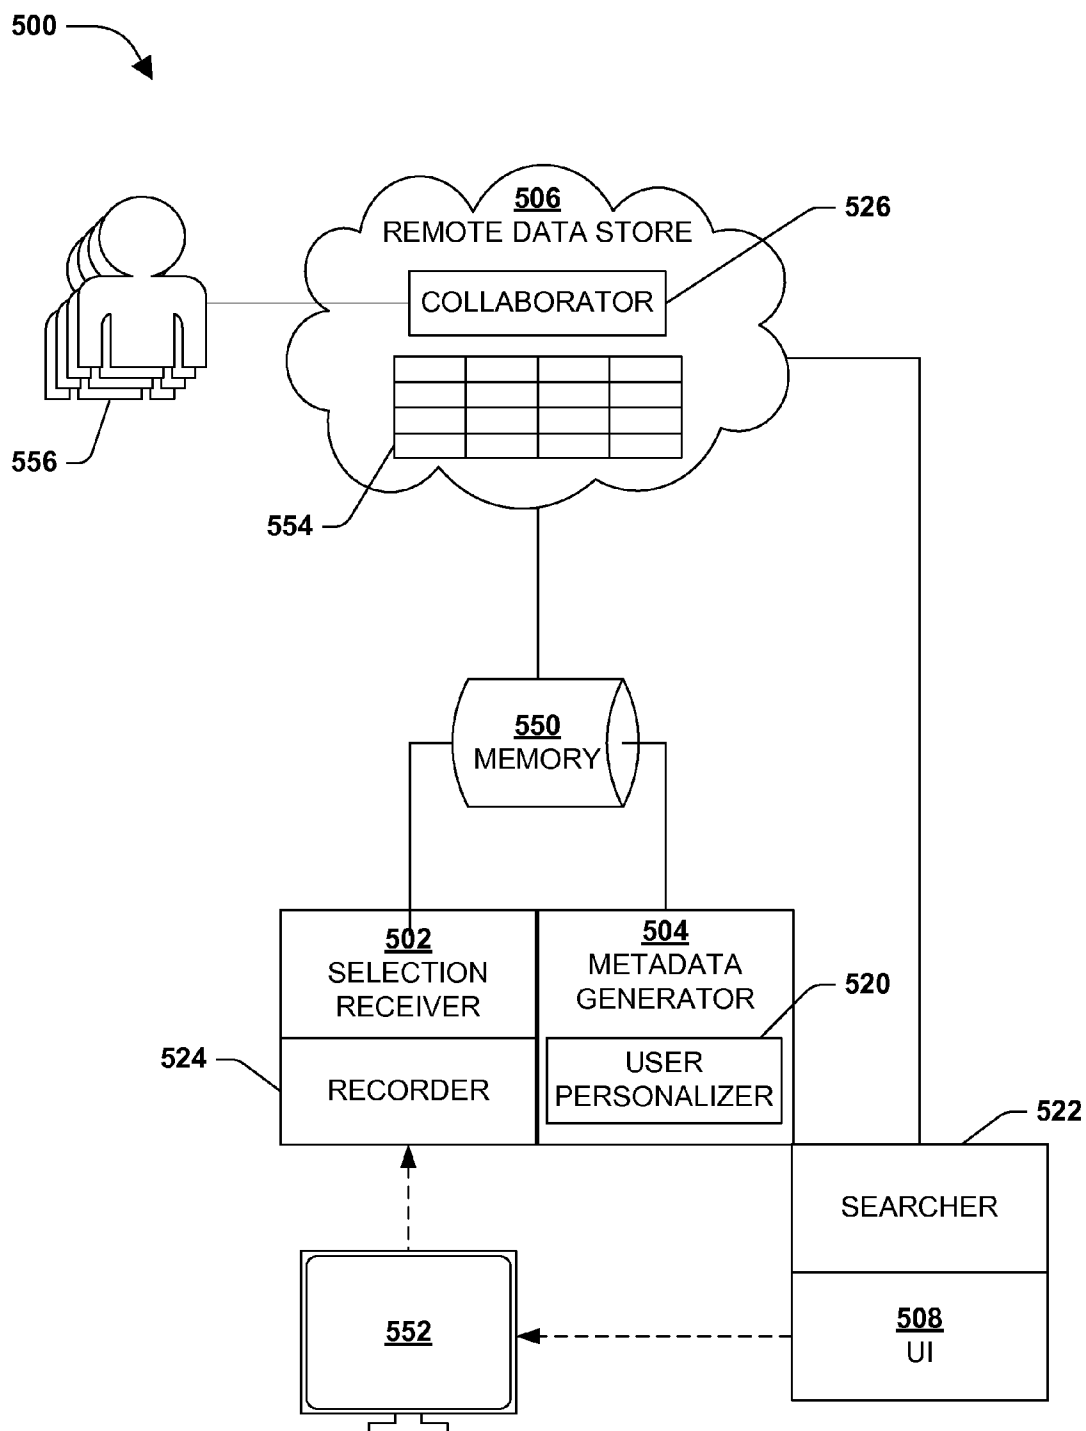 500
506
REMOTE DATA STORE
526
COLLABORATOR
556
554
550
MEMORY
502
SELECTION
RECEIVER
504
METADATA
GENERATOR
520
524
RECORDER
USER
PERSONALIZER
522
SEARCHER
552
508
UI